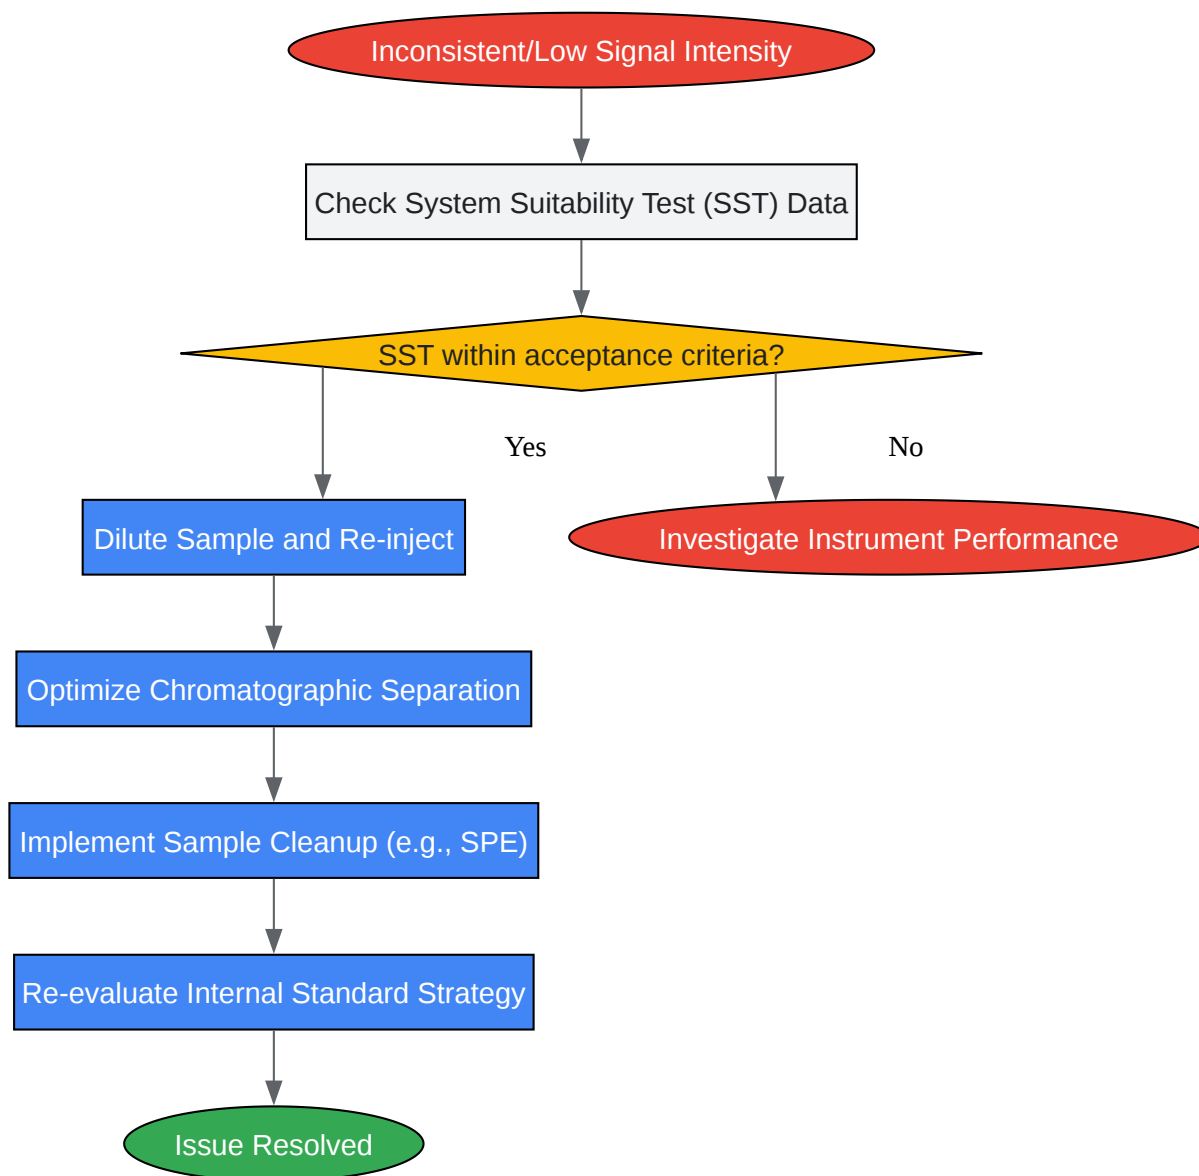 Inconsistent/Low Signal Intensity
Check System Suitability Test (SST) Data
SST within acceptance criteria?
Yes
No
Dilute Sample and Re-inject
Investigate Instrument Performance
Optimize Chromatographic Separation
Implement Sample Cleanup (e.g., SPE)
Re-evaluate Internal Standard Strategy
Issue Resolved